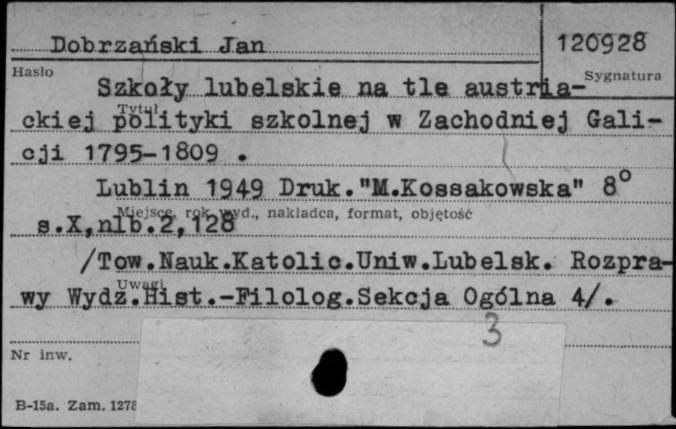 Dobrzański Jan
120928
Hasło
Sygnatura
Szkoły lubelskie na tle austria-
Tytuł
ckiej polityki szkolnej w Zachodniej Gali-
cji 1795-1809 .
Lublin 1949 Druk."M.Kossakowska" 8°
Miejsce, rok wyd., nakładca, format, objętość
s.X,nlb.2,128
/Tow.Nauk.Katolic.Uniw.Lubelsk. Rozpra-
Uwagi
wy Wydz.Hist.-Filolog.Sekcja Ogólna 4/.
3
Nr inw.
B-15a. Zam. 1278